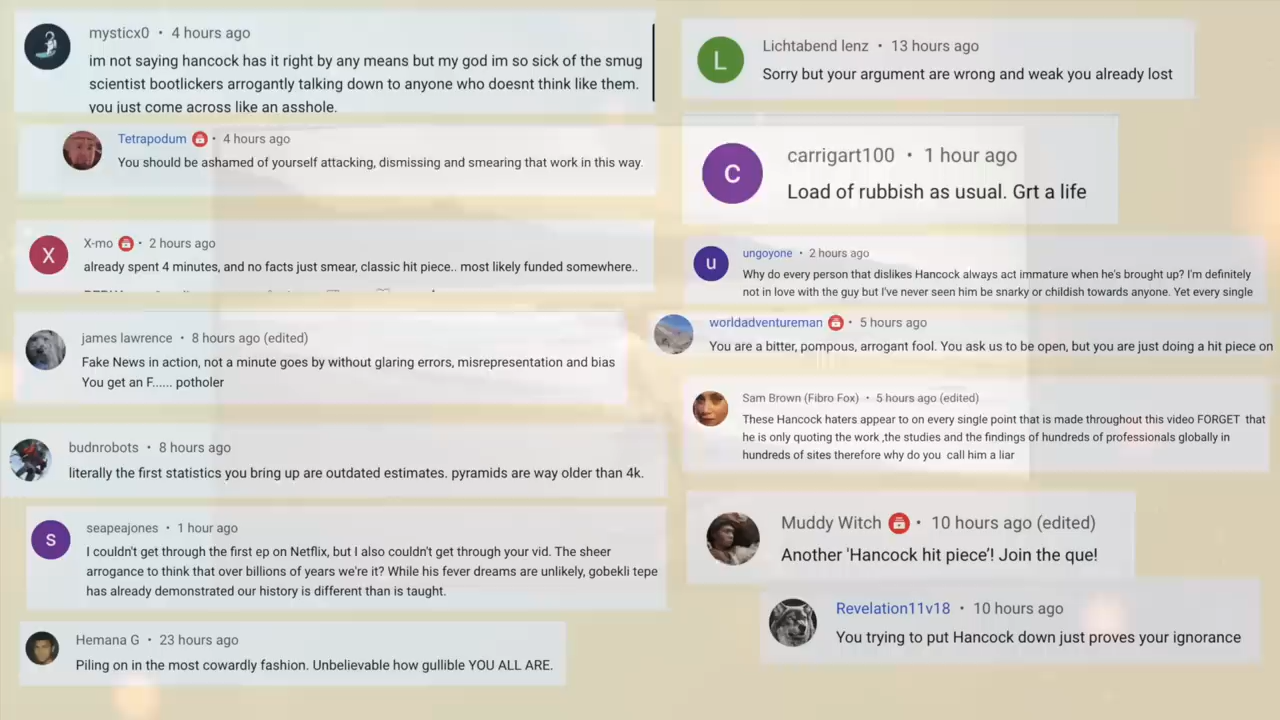 mysticx0 • 4 hours ago
im not saying hancock has it right by any means but my god im so sick of the smug
scientist bootlickers arrogantly talking down to anyone who doesnt think like them.
you just come across like an asshole.
Tetrapodum • 4 hours ago
You should be ashamed of yourself attacking, dismissing and smearing that work in this way.
X
X-mo • 2 hours ago
already spent 4 minutes, and no facts just smear, classic hit piece.. most likely funded somewhere..
james lawrence • 8 hours ago (edited)
Fake News in action, not a minute goes by without glaring errors, misrepresentation and bias
You get an F...... potholer
budnrobots • 8 hours ago
literally the first statistics you bring up are outdated estimates. pyramids are way older than 4k.
s
seapeajones • 1 hour ago
I couldn't get through the first ep on Netflix, but I also couldn't get through your vid. The sheer
arrogance to think that over billions of years we're it? While his fever dreams are unlikely, gobekli tepe
has already demonstrated our history is different than is taught.
Hemana G • 23 hours ago
Piling on in the most cowardly fashion. Unbelievable how gullible YOU ALL ARE.
L
Lichtabend lenz • 13 hours ago
Sorry but your argument are wrong and weak you already lost
C
carrigart100 • 1 hour ago
Load of rubbish as usual. Grt a life
u
ungoyone • 2 hours ago
Why do every person that dislikes Hancock always act immature when he's brought up? I'm definitely
not in love with the guy but I've never seen him be snarky or childish towards anyone. Yet every single
worldadventureman • 5 hours ago
You are a bitter, pompous, arrogant fool. You ask us to be open, but you are just doing a hit piece on
Sam Brown (Fibro Fox) • 5 hours ago (edited)
These Hancock haters appear to on every single point that is made throughout this video FORGET that
he is only quoting the work ,the studies and the findings of hundreds of professionals globally in
hundreds of sites therefore why do you call him a liar
Muddy Witch • 10 hours ago (edited)
Another 'Hancock hit piece'! Join the que!
Revelation11v18 • 10 hours ago
You trying to put Hancock down just proves your ignorance